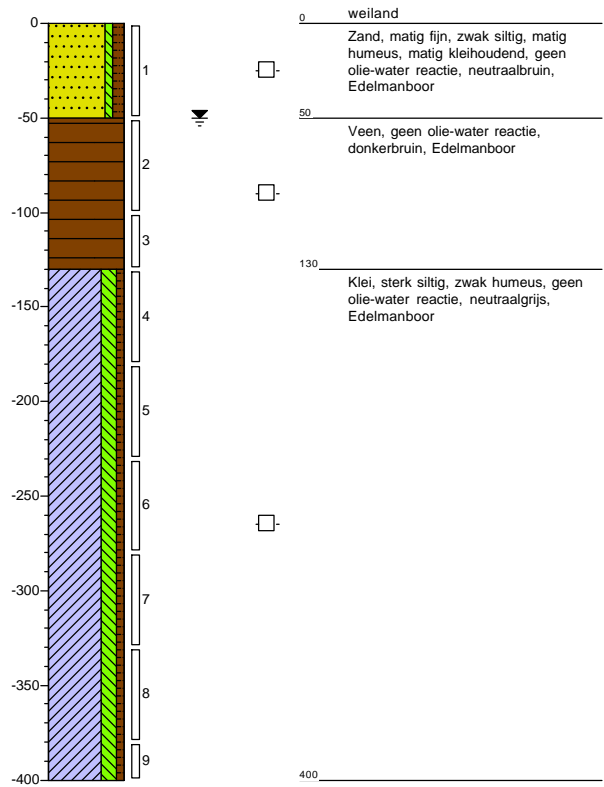 0
-50
-100
-150
-200
-250
-300
-350
-400
1
2
3
4
5
6
7
8
9
0
weiland
Zand, matig fijn, zwak siltig, matig
humeus, matig kleihoudend, geen
olie-water reactie, neutraalbruin,
Edelmanboor
50
Veen, geen olie-water reactie,
donkerbruin, Edelmanboor
130
Klei, sterk siltig, zwak humeus, geen
olie-water reactie, neutraalgrijs,
Edelmanboor
400